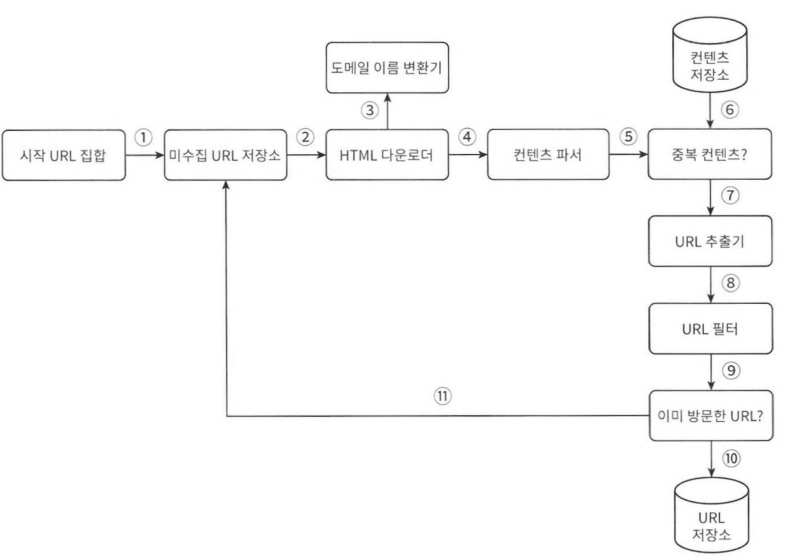 컨텐츠
저장소
도메일 이름 변환기
③
⑥
①
②
④
⑤
시작 URL 집합
미수집 URL 저장소
HTML 다운로더
컨텐츠 파서
중복 컨텐츠?
⑦
URL 추출기
⑧
URL 필터
⑨
⑪
이미 방문한 URL?
⑩
URL
저장소